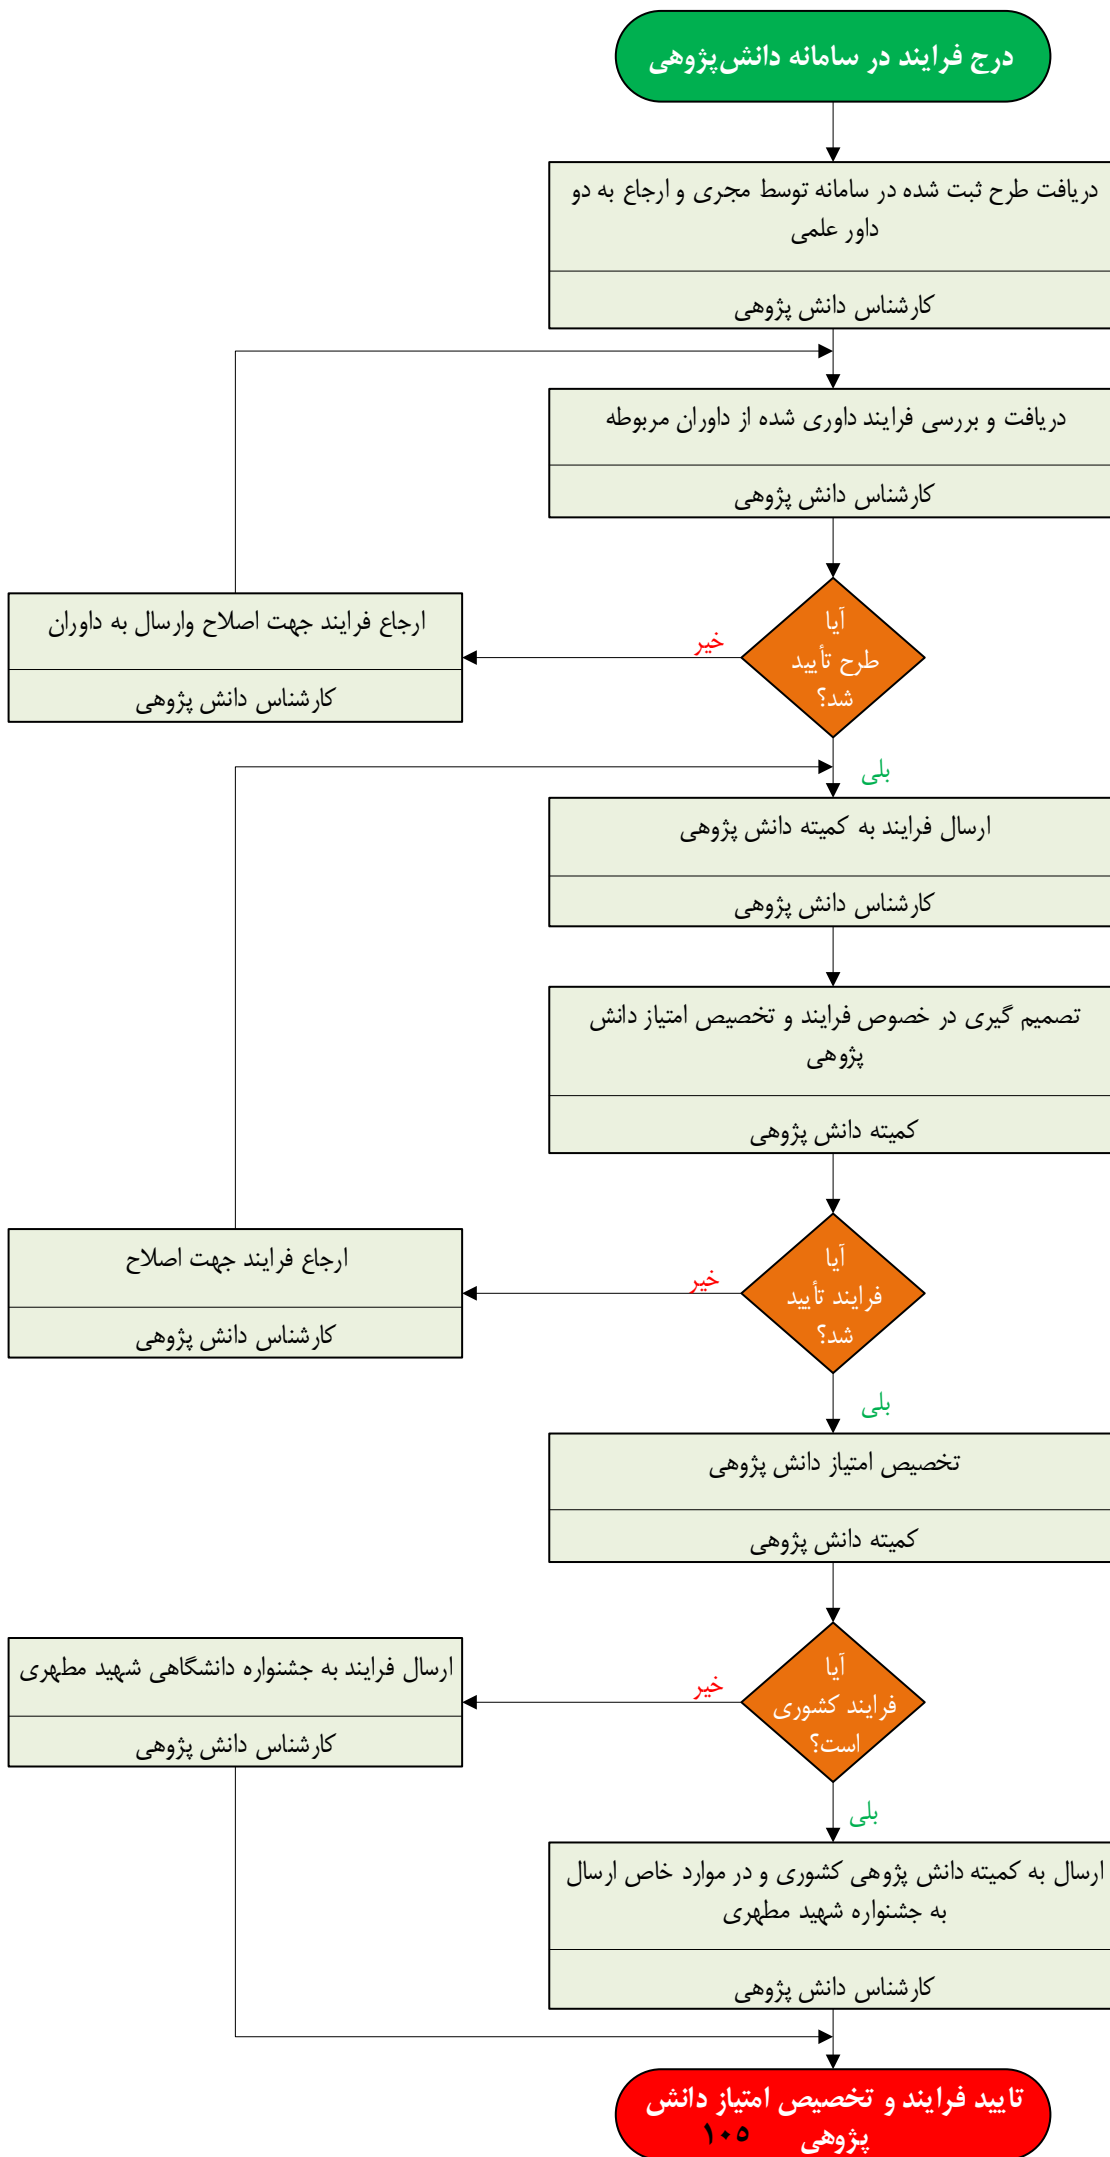 درج فرایند در سامانه دانش‌پژوهی
دریافت طرح ثبت شده در سامانه توسط مجری و ارجاع به دو
داور علمی
کارشناس دانش پژوهی
دریافت و بررسی فرایند داوری شده از داوران مربوطه
کارشناس دانش پژوهی
آیا
طرح تأیید
شد؟
خیر
ارجاع فرایند جهت اصلاح وارسال به داوران
کارشناس دانش پژوهی
بلی
ارسال فرایند به کمیته دانش پژوهی
کارشناس دانش پژوهی
تصمیم گیری در خصوص فرایند و تخصیص امتیاز دانش
پژوهی
کمیته دانش پژوهی
آیا
فرایند تأیید
شد؟
خیر
ارجاع فرایند جهت اصلاح
کارشناس دانش پژوهی
بلی
تخصیص امتیاز دانش پژوهی
کمیته دانش پژوهی
آیا
فرایند کشوری
است؟
خیر
ارسال فرایند به جشنواره دانشگاهی شهید مطهری
کارشناس دانش پژوهی
بلی
ارسال به کمیته دانش پژوهی کشوری و در موارد خاص ارسال
به جشنواره شهید مطهری
کارشناس دانش پژوهی
تایید فرایند و تخصیص امتیاز دانش
پژوهی
۱۰۵